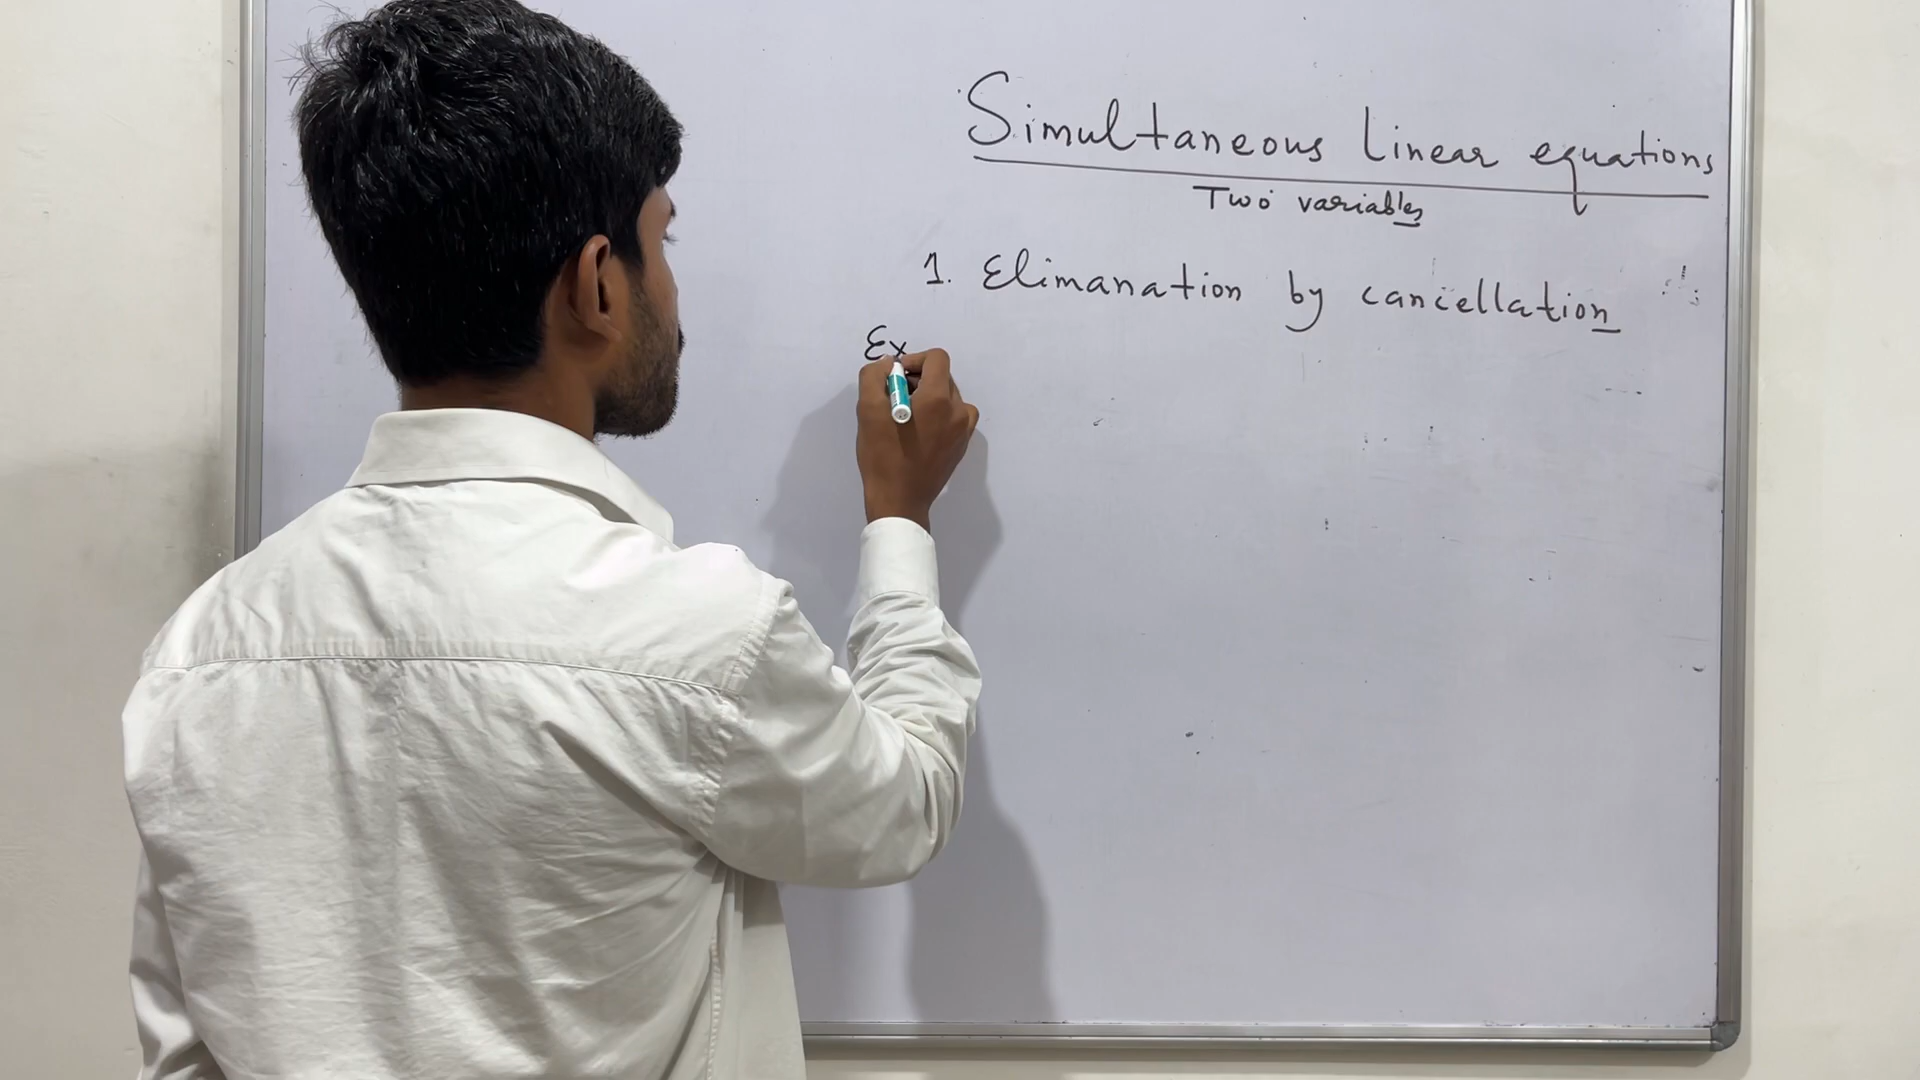 Simultaneous linear equations
Two variables
1. Elimanation by cancellation
Ex